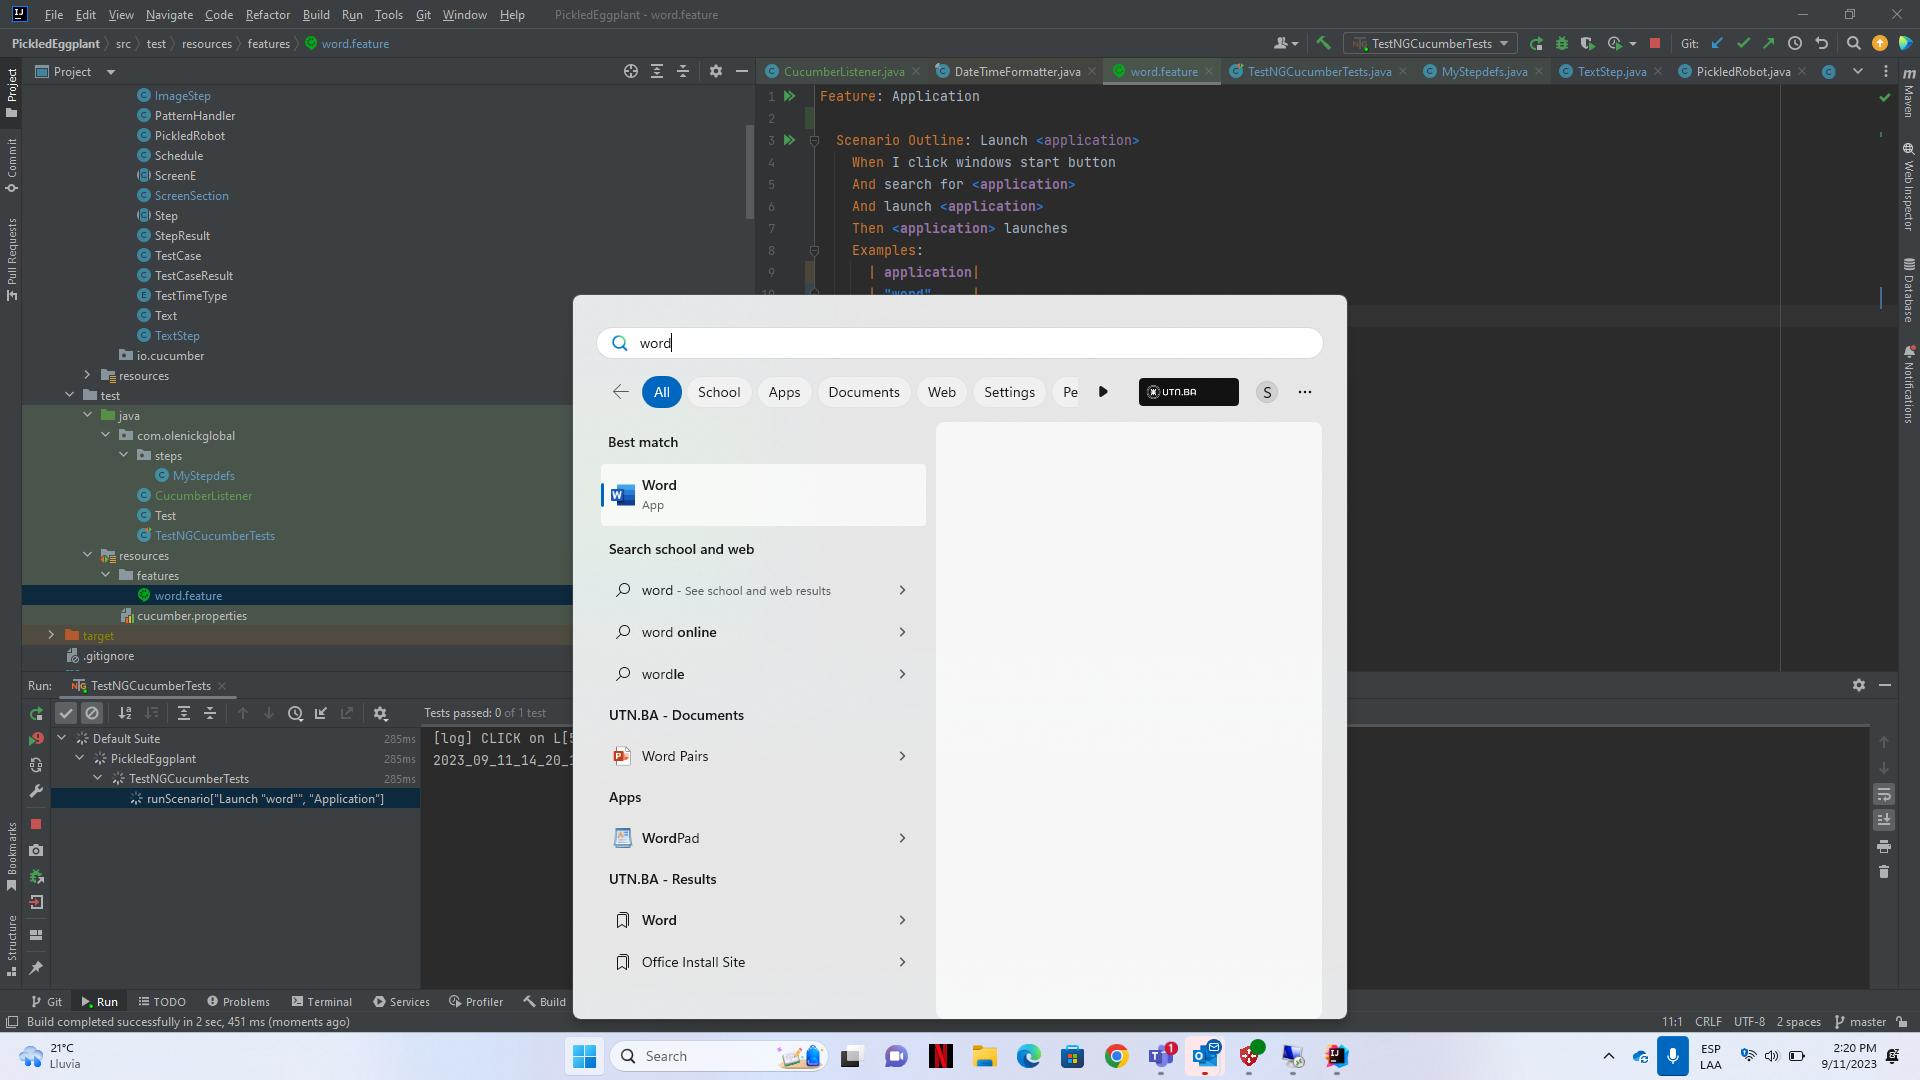 File Edit View Navigate Code Refactor Build Run Tools Git Window Help PickledEggplant - word.feature
PickledEggplant src test resources features word.feature
TestNGCucumberTests Git:
Project
CucumberListener.java DateTimeFormatter.java word.feature TestNGCucumberTests.java MyStepdefs.java TextStep.java PickledRobot.java
Project
Commit
Pull Requests
Bookmarks
Structure
ImageStep
PatternHandler
PickledRobot
Schedule
ScreenE
ScreenSection
Step
StepResult
TestCase
TestCaseResult
TestTimeType
Text
TextStep
io.cucumber
resources
test
java
com.olenickglobal
steps
MyStepdefs
CucumberListener
Test
TestNGCucumberTests
resources
features
word.feature
cucumber.properties
target
.gitignore
1 Feature: Application
2
3 Scenario Outline: Launch <application>
4 When I click windows start button
5 And search for <application>
6 And launch <application>
7 Then <application> launches
8 Examples:
9 | application|
10 | "word" |
Maven
Web Inspector
Database
Notifications
word
All School Apps Documents Web Settings Pe UTN.BA S
Best match
Word
App
Search school and web
word - See school and web results
word online
wordle
UTN.BA - Documents
Word Pairs
Apps
WordPad
UTN.BA - Results
Word
Office Install Site
Run: TestNGCucumberTests
Tests passed: 0 of 1 test
Default Suite 285ms
PickledEggplant 285ms
TestNGCucumberTests 285ms
runScenario["Launch "word"", "Application"]
[log] CLICK on L[5
2023_09_11_14_20_1
Git Run TODO Problems Terminal Services Profiler Build
Build completed successfully in 2 sec, 451 ms (moments ago)
11:1 CRLF UTF-8 2 spaces master
21°C
Lluvia
Search
1
ESP
LAA
2:20 PM
9/11/2023